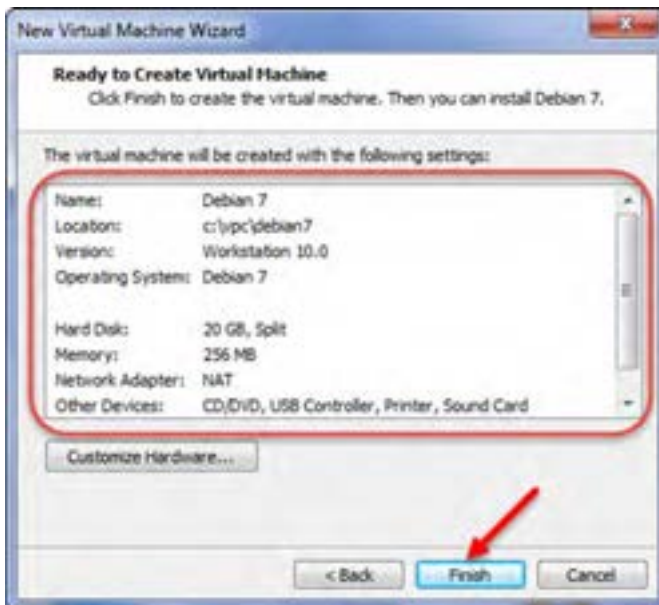 New Virtual Machine Wizard
Ready to Create Virtual Machine
Click Finish to create the virtual machine. Then you can install Debian 7.
The virtual machine will be created with the following settings:
Name: Debian 7
Location: c:\vpc\debian7
Version: Workstation 10.0
Operating System: Debian 7
Hard Disk: 20 GB, Split
Memory: 256 MB
Network Adapter: NAT
Other Devices: CD/DVD, USB Controller, Printer, Sound Card
Customize Hardware...
< Back Finish Cancel